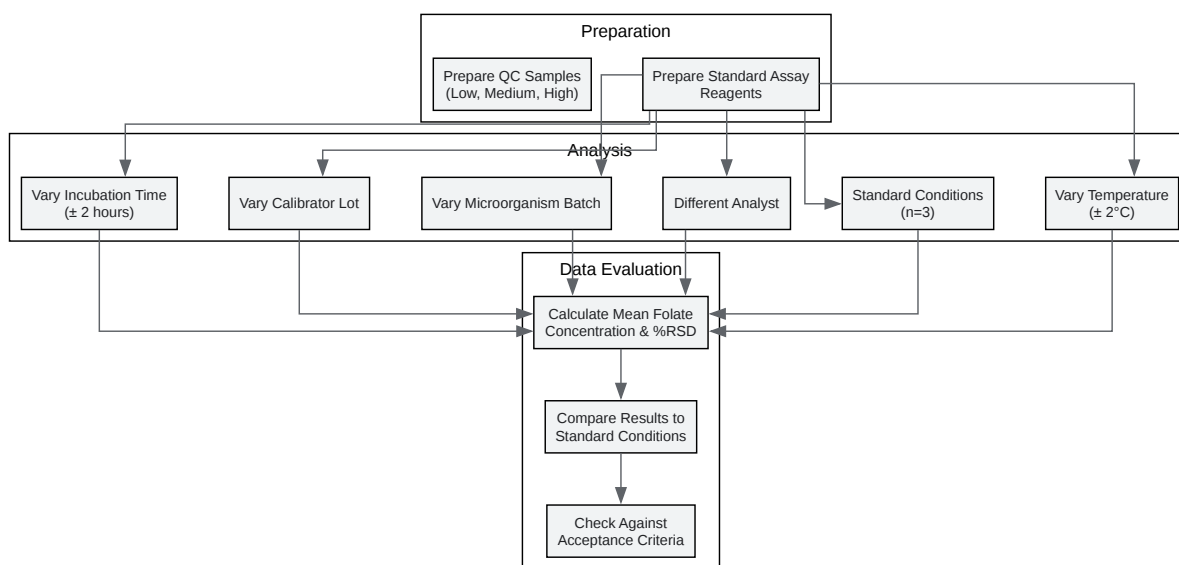 Preparation
Prepare QC Samples
(Low, Medium, High)
Prepare Standard Assay
Reagents
Analysis
Vary Incubation Time
(± 2 hours)
Vary Calibrator Lot
Vary Microorganism Batch
Different Analyst
Standard Conditions
(n=3)
Vary Temperature
(± 2°C)
Data Evaluation
Calculate Mean Folate
Concentration & %RSD
Compare Results to
Standard Conditions
Check Against
Acceptance Criteria